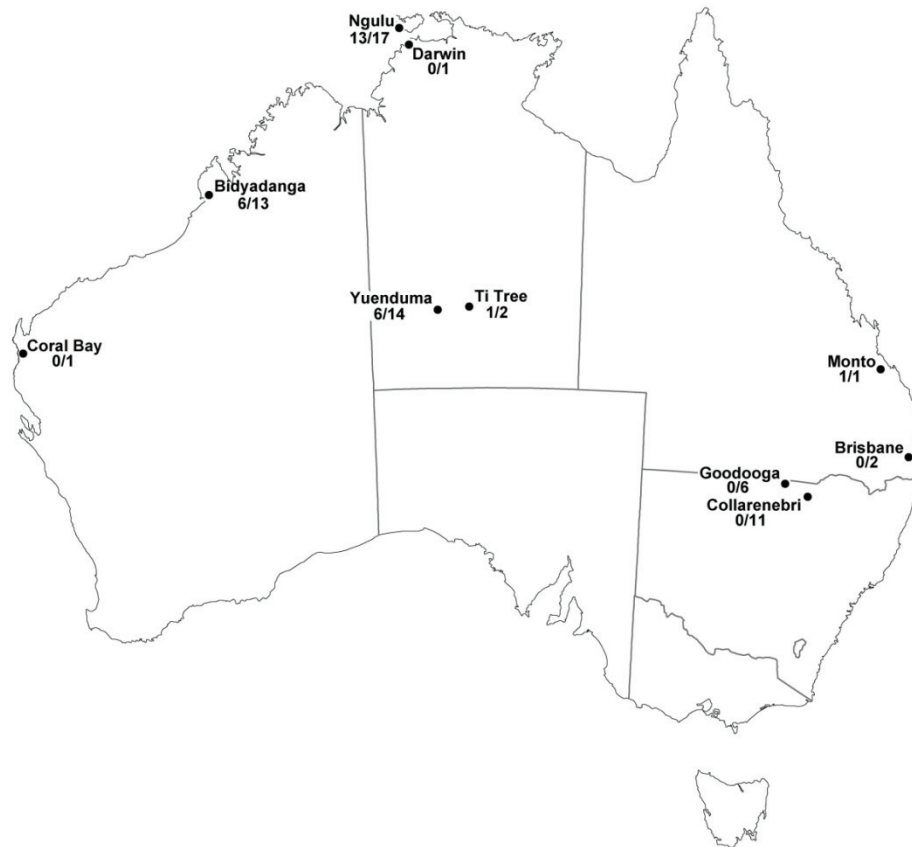 Ngulu
13/17
Darwin
0/1
Bidyadanga
6/13
Yuenduma
6/14
Ti Tree
1/2
Coral Bay
0/1
Monto
1/1
Brisbane
0/2
Goodooga
0/6
Collarenebri
0/11